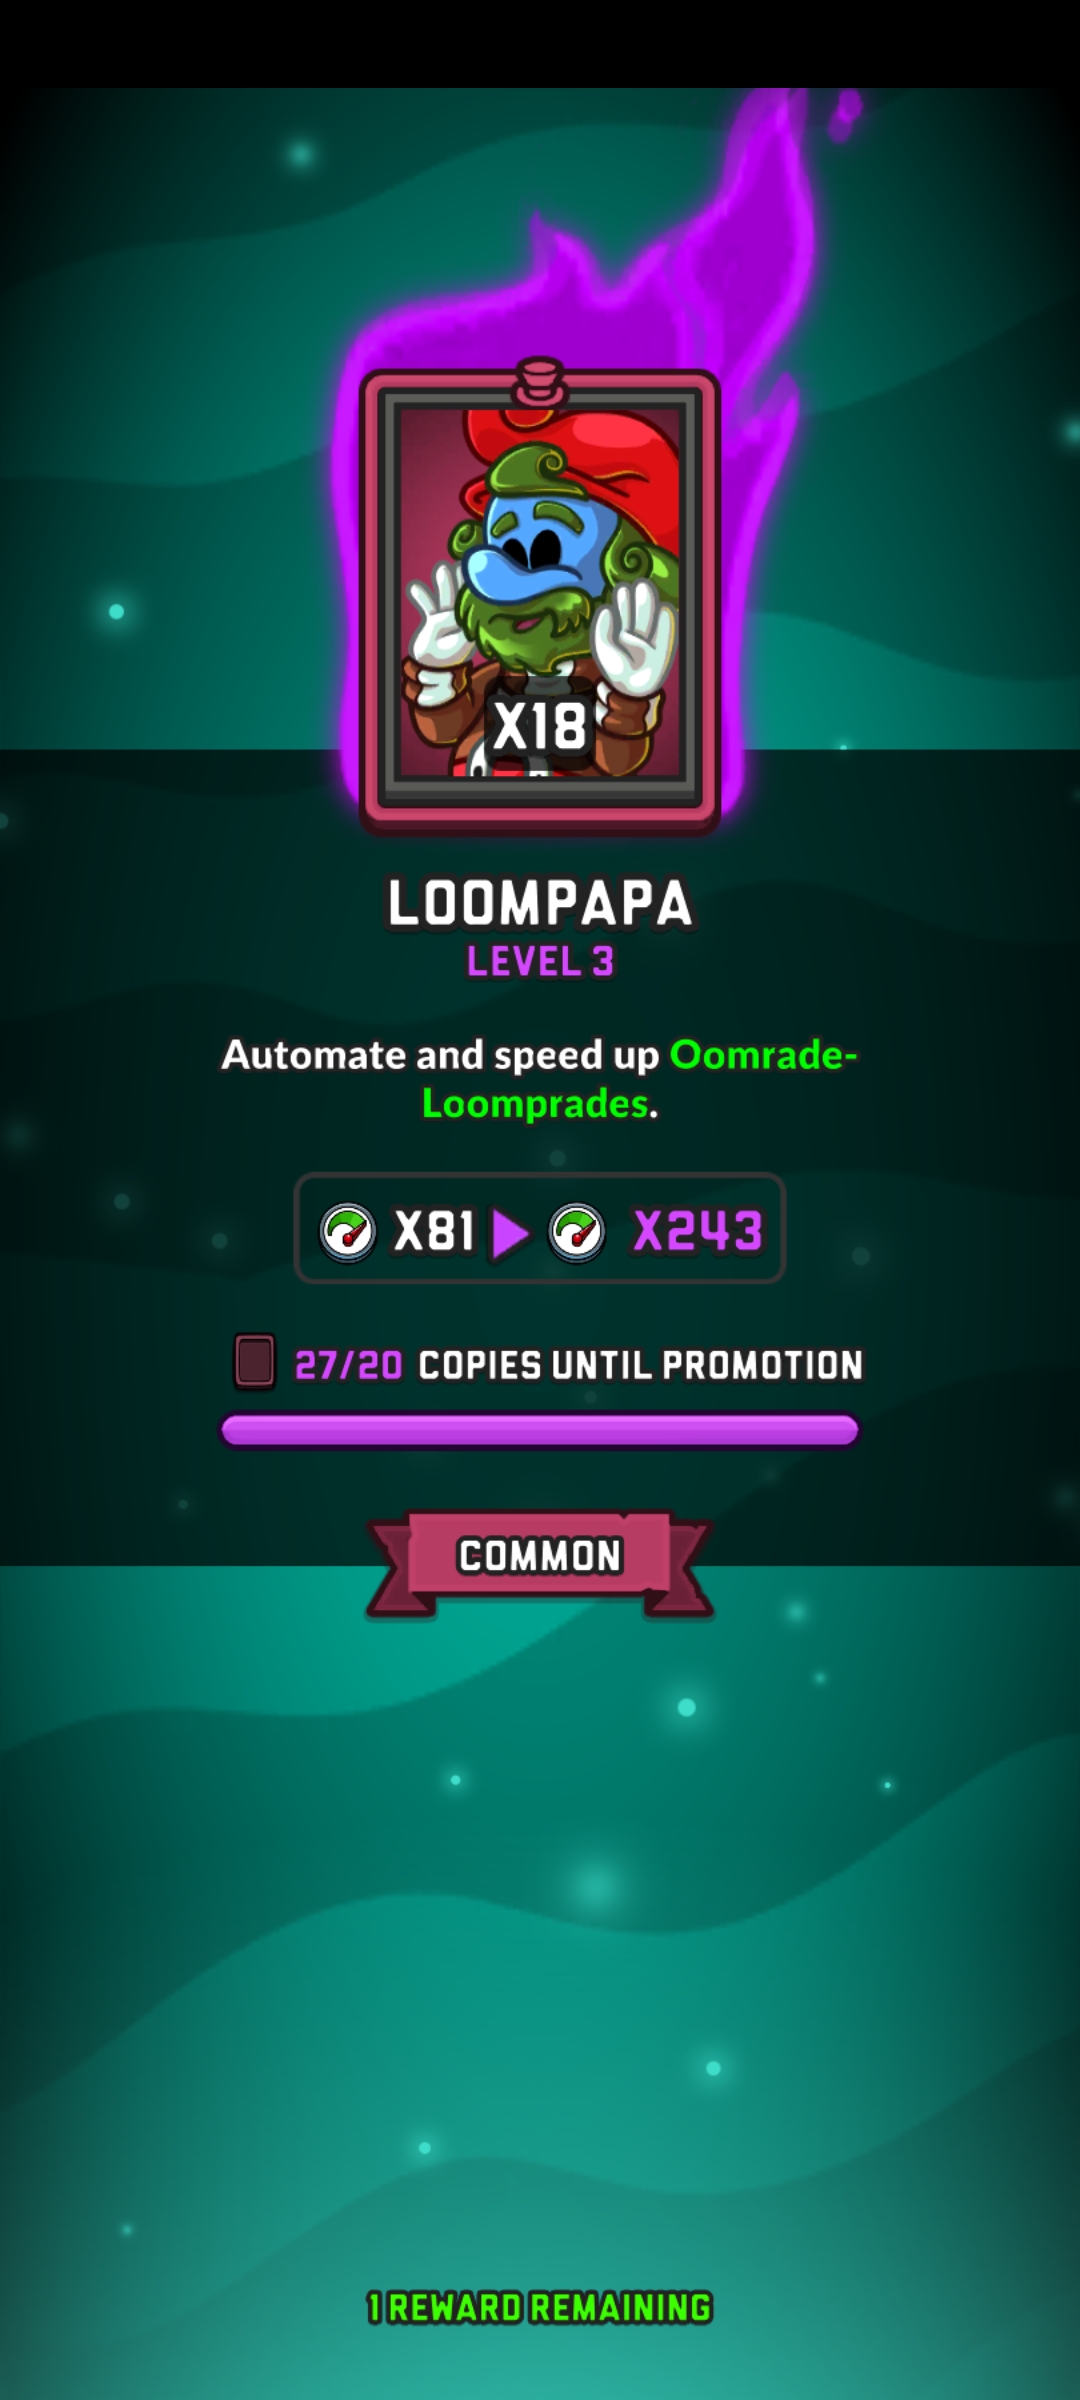 X18
LOOMPAPA
LEVEL 3
Automate and speed up Oomrade-
Loomprades.
X81 X243
27/20 COPIES UNTIL PROMOTION
COMMON
1 REWARD REMAINING